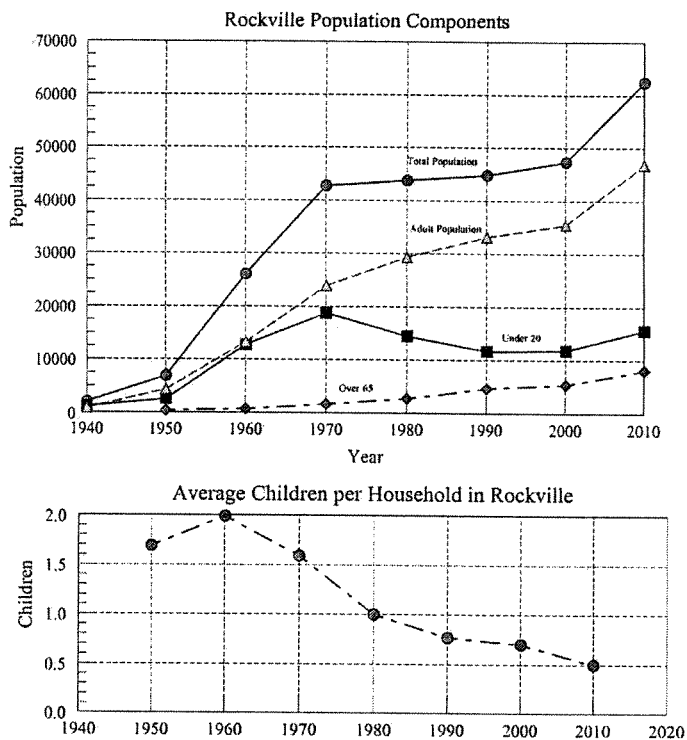 Rockville Population Components
70000
60000
50000
40000
30000
20000
10000
0
Population
Total Population
Adult Population
Under 20
Over 65
1940 1950 1960 1970 1980 1990 2000 2010
Year
Average Children per Household in Rockville
2.0
1.5
1.0
0.5
0.0
Children
1940 1950 1960 1970 1980 1990 2000 2010 2020